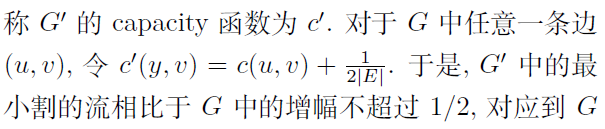 称 G′ 的 capacity 函数为 c′. 对于 G 中任意一条边
(u, v), 令 c′(y, v) = c(u, v) + 1/(2|E|). 于是, G′ 中的最
小割的流相比于 G 中的增幅不超过 1/2, 对应到 G